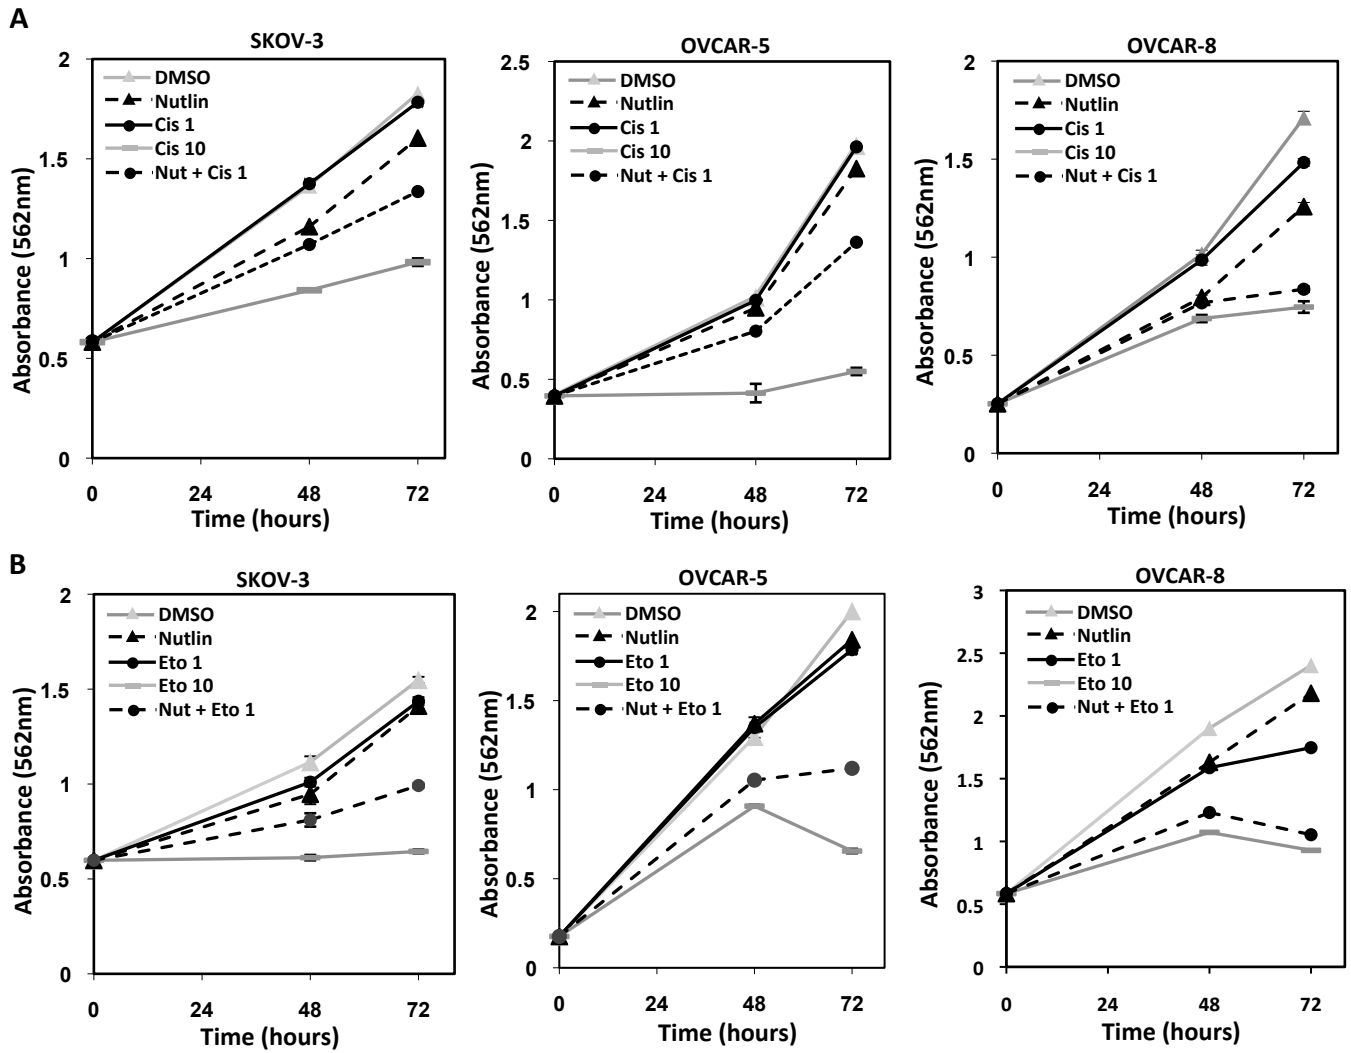 A
SKOV-3
2
1.5
1
0.5
0
DMSO
Nutlin
Cis 1
Cis 10
Nut + Cis 1
0 24 48 72
Time (hours)
Absorbance (562nm)
OVCAR-5
2.5
2
1.5
1
0.5
0
DMSO
Nutlin
Cis 1
Cis 10
Nut + Cis 1
0 24 48 72
Time (hours)
Absorbance (562nm)
OVCAR-8
2
1.5
1
0.5
0
DMSO
Nutlin
Cis 1
Cis 10
Nut + Cis 1
0 24 48 72
Time (hours)
Absorbance (562nm)
B
SKOV-3
2
1.5
1
0.5
0
DMSO
Nutlin
Eto 1
Eto 10
Nut + Eto 1
0 24 48 72
Time (hours)
Absorbance (562nm)
OVCAR-5
2
1.5
1
0.5
0
DMSO
Nutlin
Eto 1
Eto 10
Nut + Eto 1
0 24 48 72
Time (hours)
Absorbance (562nm)
OVCAR-8
3
2.5
2
1.5
1
0.5
0
DMSO
Nutlin
Eto 1
Eto 10
Nut + Eto 1
0 24 48 72
Time (hours)
Absorbance (562nm)